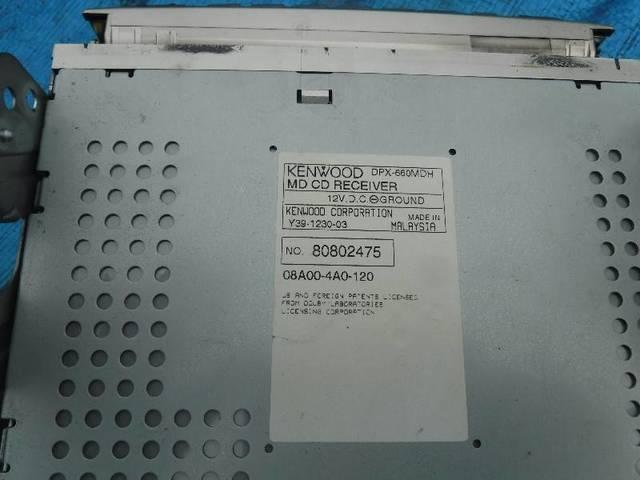 KENWOOD DPX-660MDH
MD CD RECEIVER
12V.D.C.⊖GROUND
KENWOOD CORPORATION
Y39-1230-03
MADE IN
MALAYSIA
NO. 80802475
08A00-4A0-120
US AND FOREIGN PATENTS LICENSED
FROM DOLBY LABORATORIES
LICENSING CORPORATION